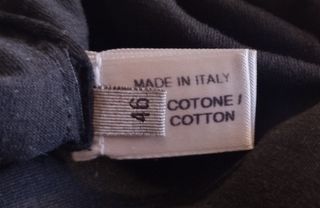 MADE IN ITALY
46
COTONE /
COTTON